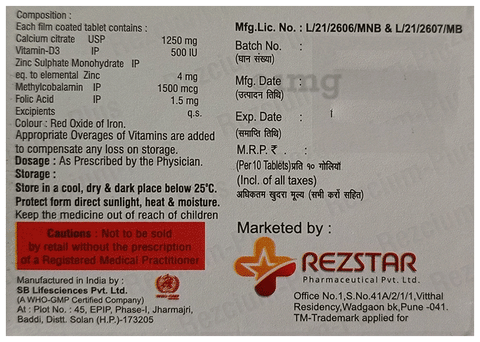 Composition :
Each film coated tablet contains :
Calcium citrate USP 1250 mg
Vitamin-D3 IP 500 IU
Zinc Sulphate Monohydrate IP
eq. to elemental Zinc 4 mg
Methylcobalamin IP 1500 mcg
Folic Acid IP 1.5 mg
Excipients q.s.
Colour : Red Oxide of Iron.
Appropriate Overages of Vitamins are added
to compensate any loss on storage.
Dosage : As Prescribed by the Physician.
Storage :
Store in a cool, dry & dark place below 25°C.
Protect form direct sunlight, heat & moisture.
Keep the medicine out of reach of children
Cautions : Not to be sold
by retail without the prescription
of a Registered Medical Practitioner.
Manufactured in India by :
SB Lifesciences Pvt. Ltd.
(A WHO-GMP Certified Company)
At : Plot No. : 45, EPIP, Phase-I, Jharmajri,
Baddi, Distt. Solan (H.P.)-173205
Mfg.Lic. No. : L/21/2606/MNB & L/21/2607/MB
Batch No. :
(घान संख्या)
Mfg. Date :
(उत्पादन तिथि)
Exp. Date :
(समाप्ति तिथि)
M.R.P. ₹ :
(Per 10 Tablets)प्रति १० गोलियाँ
(Incl. of all taxes)
अधिकतम खुदरा मूल्य (सभी करों सहित)
Marketed by :
REZSTAR
Pharmaceutical Pvt. Ltd.
Office No.1,S.No.41A/2/1/1,Vitthal
Residency,Wadgaon bk,Pune -041.
TM-Trademark applied for